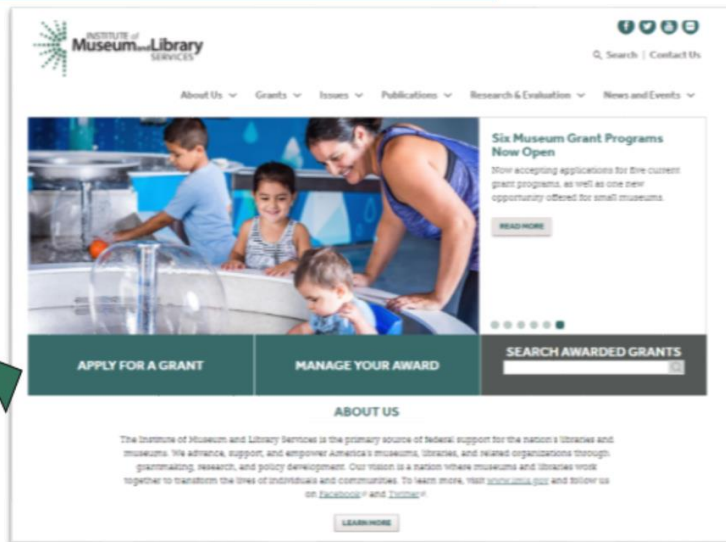 INSTITUTE of
Museum and Library
SERVICES
Search | Contact Us
About Us Grants Issues Publications Research & Evaluation News and Events
Six Museum Grant Programs
Now Open
Now accepting applications for five current
grant programs, as well as one new
opportunity offered for small museums.
READ MORE
APPLY FOR A GRANT
MANAGE YOUR AWARD
SEARCH AWARDED GRANTS
ABOUT US
The Institute of Museum and Library Services is the primary source of federal support for the nation's libraries and
museums. We advance, support, and empower America's museums, libraries, and related organizations through
grantmaking, research, and policy development. Our vision is a nation where museums and libraries work
together to transform the lives of individuals and communities. To learn more, visit www.imls.gov and follow us
on Facebook and Twitter.
LEARN MORE